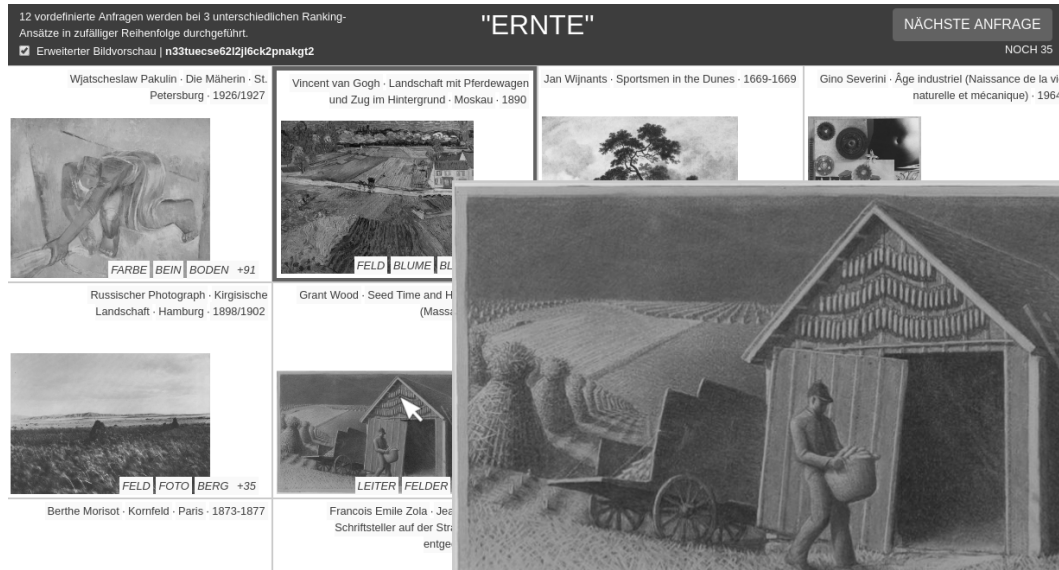 12 vordefinierte Anfragen werden bei 3 unterschiedlichen Ranking-
Ansätze in zufälliger Reihenfolge durchgeführt.
Erweiterter Bildvorschau | n33tuecse62l2jl6ck2pnakgt2
"ERNTE"
NÄCHSTE ANFRAGE
NOCH 35
Wjatscheslaw Pakulin · Die Mäherin · St.
Petersburg · 1926/1927
FARBE BEIN BODEN +91
Vincent van Gogh · Landschaft mit Pferdewagen
und Zug im Hintergrund · Moskau · 1890
FELD BLUME BL
Jan Wijnants · Sportsmen in the Dunes · 1669-1669
Gino Severini · Âge industriel (Naissance de la vi
naturelle et mécanique) · 1964
Russischer Photograph · Kirgisische
Landschaft · Hamburg · 1898/1902
FELD FOTO BERG +35
Grant Wood · Seed Time and H
(Massa
LEITER FELDER
Berthe Morisot · Kornfeld · Paris · 1873-1877
Francois Emile Zola · Jea
Schriftsteller auf der Stra
entge